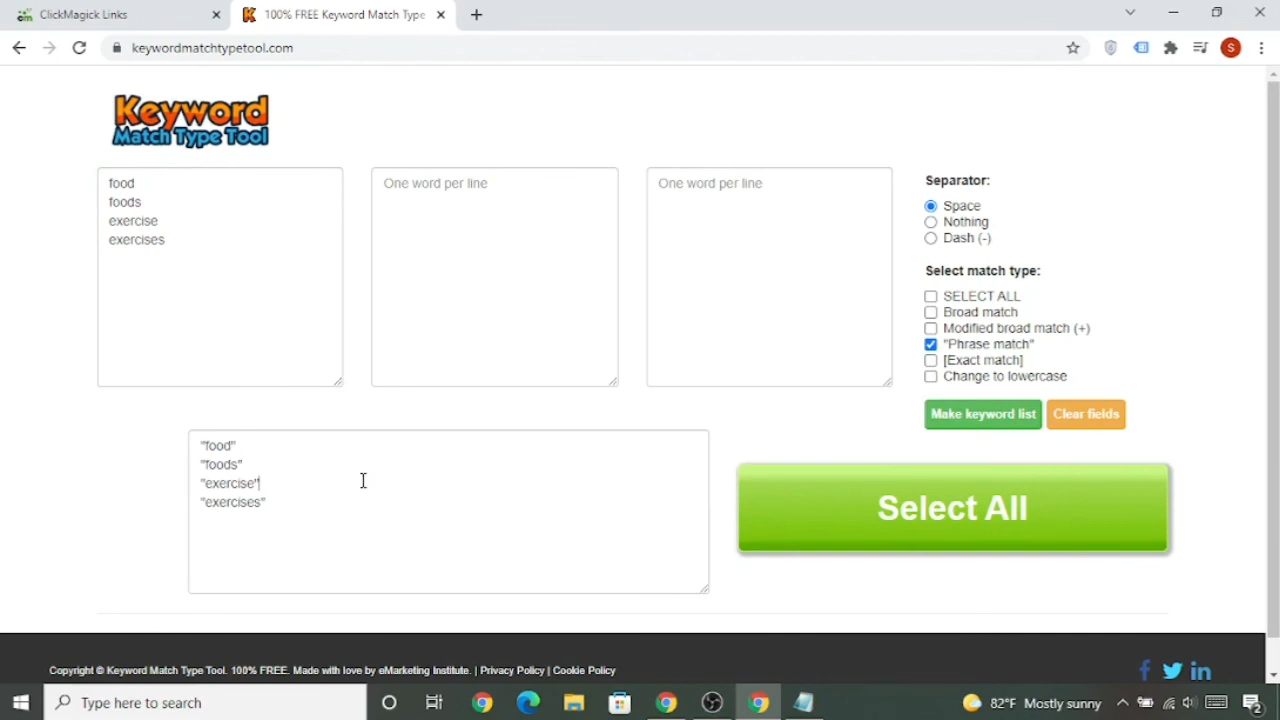 ClickMagick Links
100% FREE Keyword Match Type
keywordmatchtypetool.com
S
Keyword
Match Type Tool
food
foods
exercise
exercises
One word per line
One word per line
Separator:
Space
Nothing
Dash (-)
Select match type:
SELECT ALL
Broad match
Modified broad match (+)
"Phrase match"
[Exact match]
Change to lowercase
Make keyword list
Clear fields
"food"
"foods"
"exercise"
"exercises"
Select All
Copyright © Keyword Match Type Tool. 100% FREE. Made with love by eMarketing Institute. | Privacy Policy | Cookie Policy
Type here to search
82°F Mostly sunny
2